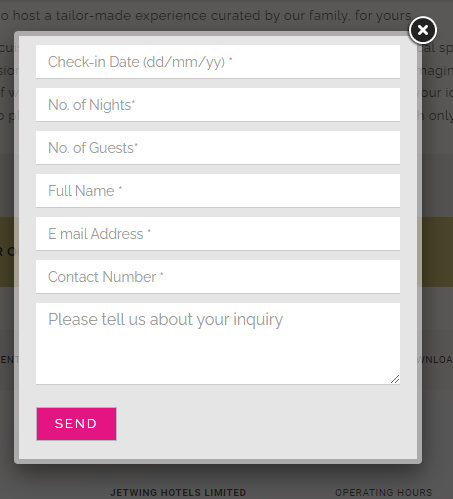 to host a tailor-made experience curated by our family, for yours
Check-in Date (dd/mm/yy) *
No. of Nights*
No. of Guests*
Full Name *
E mail Address *
Contact Number *
Please tell us about your inquiry
SEND
JETWING HOTELS LIMITED
OPERATING HOURS